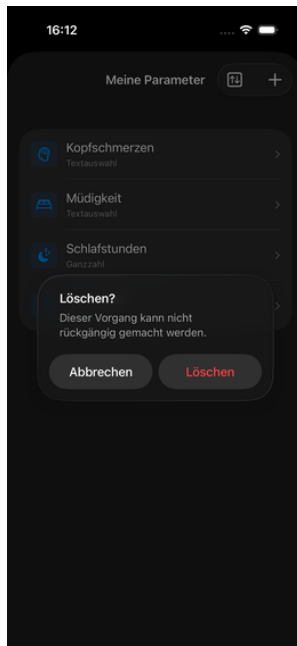 16:12
Meine Parameter
Kopfschmerzen
Textauswahl
Müdigkeit
Textauswahl
Schlafstunden
Ganzzahl
Löschen?
Dieser Vorgang kann nicht
rückgängig gemacht werden.
Abbrechen Löschen